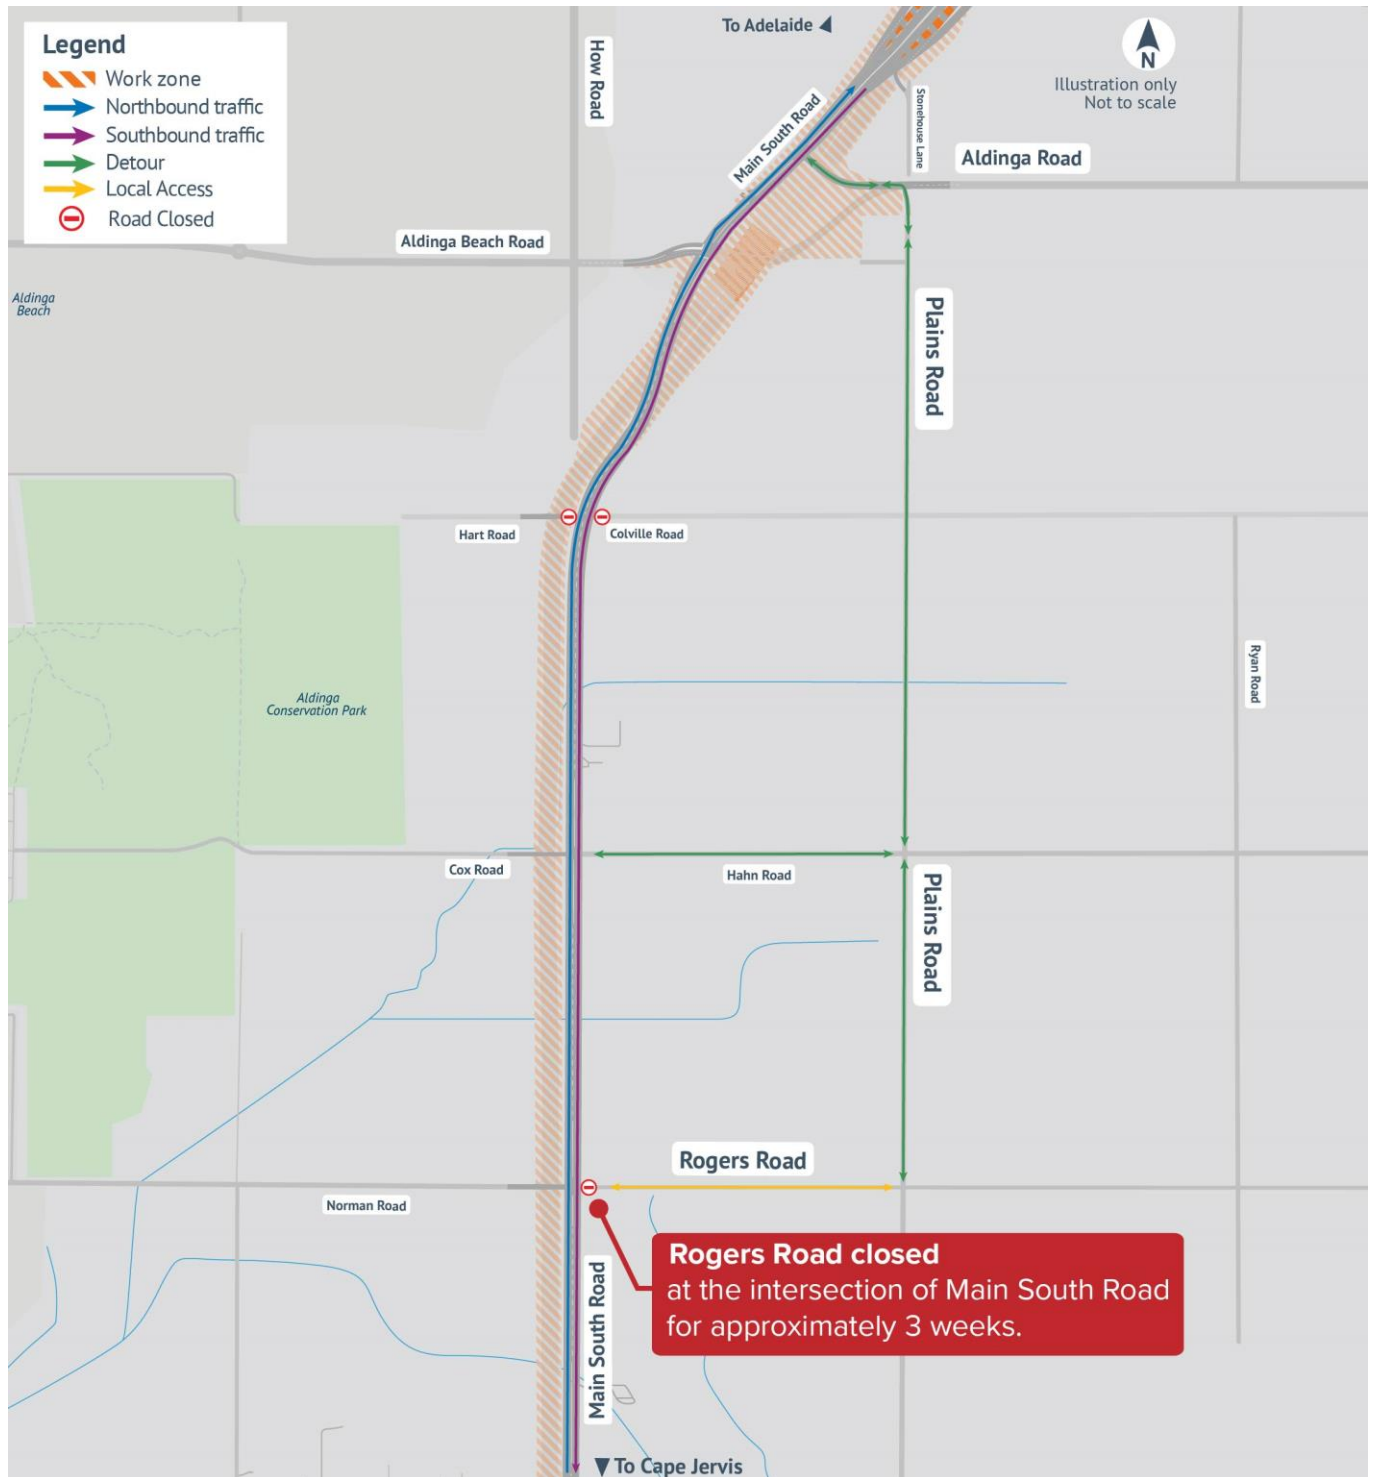 Legend
Work zone
Northbound traffic
Southbound traffic
Detour
Local Access
Road Closed
To Adelaide
N
Illustration only
Not to scale
How Road
Main South Road
Stonehouse Lane
Aldinga Road
Aldinga Beach Road
Aldinga
Beach
Plains Road
Hart Road
Colville Road
Ryan Road
Aldinga
Conservation Park
Cox Road
Hahn Road
Plains Road
Rogers Road
Norman Road
Rogers Road closed
at the intersection of Main South Road
for approximately 3 weeks.
Main South Road
To Cape Jervis